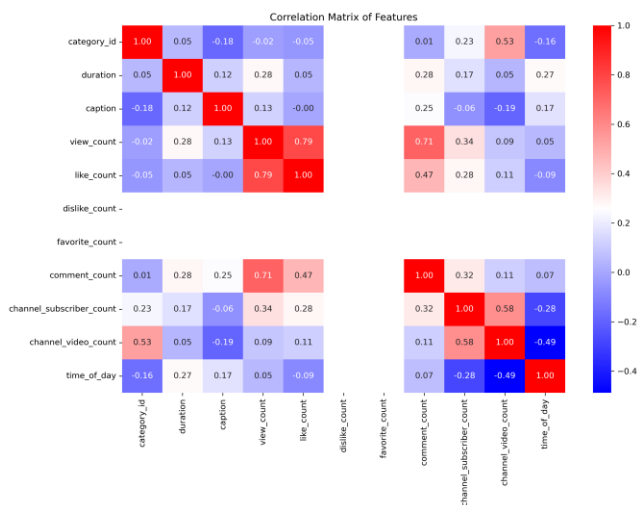 Correlation Matrix of Features
category_id 1.00 0.05 -0.18 -0.02 -0.05 0.01 0.23 0.53 -0.16
duration 0.05 1.00 0.12 0.28 0.05 0.28 0.17 0.05 0.27
caption -0.18 0.12 1.00 0.13 -0.00 0.25 -0.06 -0.19 0.17
view_count -0.02 0.28 0.13 1.00 0.79 0.71 0.34 0.09 0.05
like_count -0.05 0.05 -0.00 0.79 1.00 0.47 0.28 0.11 -0.09
dislike_count
favorite_count
comment_count 0.01 0.28 0.25 0.71 0.47 1.00 0.32 0.11 0.07
channel_subscriber_count 0.23 0.17 -0.06 0.34 0.28 0.32 1.00 0.58 -0.28
channel_video_count 0.53 0.05 -0.19 0.09 0.11 0.11 0.58 1.00 -0.49
time_of_day -0.16 0.27 0.17 0.05 -0.09 0.07 -0.28 -0.49 1.00
category_id
duration
caption
view_count
like_count
dislike_count
favorite_count
comment_count
channel_subscriber_count
channel_video_count
time_of_day
1.0
0.8
0.6
0.4
0.2
0.0
-0.2
-0.4